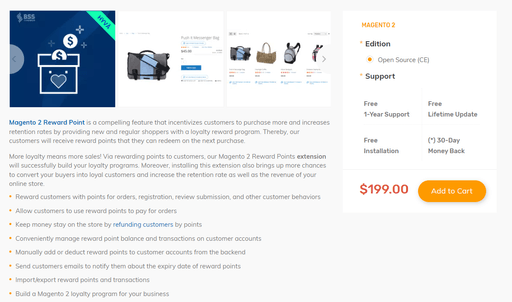 BSS
HYVÄ
Push It Messenger Bag
$45.00
MAGENTO 2
* Edition
Open Source (CE)
* Support
Free
1-Year Support
Free
Lifetime Update
Free
Installation
(*) 30-Day
Money Back
$199.00
Add to Cart
Magento 2 Reward Point is a compelling feature that incentivizes customers to purchase more and increases
retention rates by providing new and regular shoppers with a loyalty reward program. Thereby, our
customers will receive reward points that they can redeem on the next purchase.
More loyalty means more sales! Via rewarding points to customers, our Magento 2 Reward Points extension
will successfully build your loyalty programs. Moreover, installing this extension also brings up more chances
to convert your buyers into loyal customers and increase the retention rate as well as the revenue of your
online store.
Reward customers with points for orders, registration, review submission, and other customer behaviors
Allow customers to use reward points to pay for orders
Keep money stay on the store by refunding customers by points
Conveniently manage reward point balance and transactions on customer accounts
Manually add or deduct reward points to customer accounts from the backend
Send customers emails to notify them about the expiry date of reward points
Import/export reward points and transactions
Build a Magento 2 loyalty program for your business